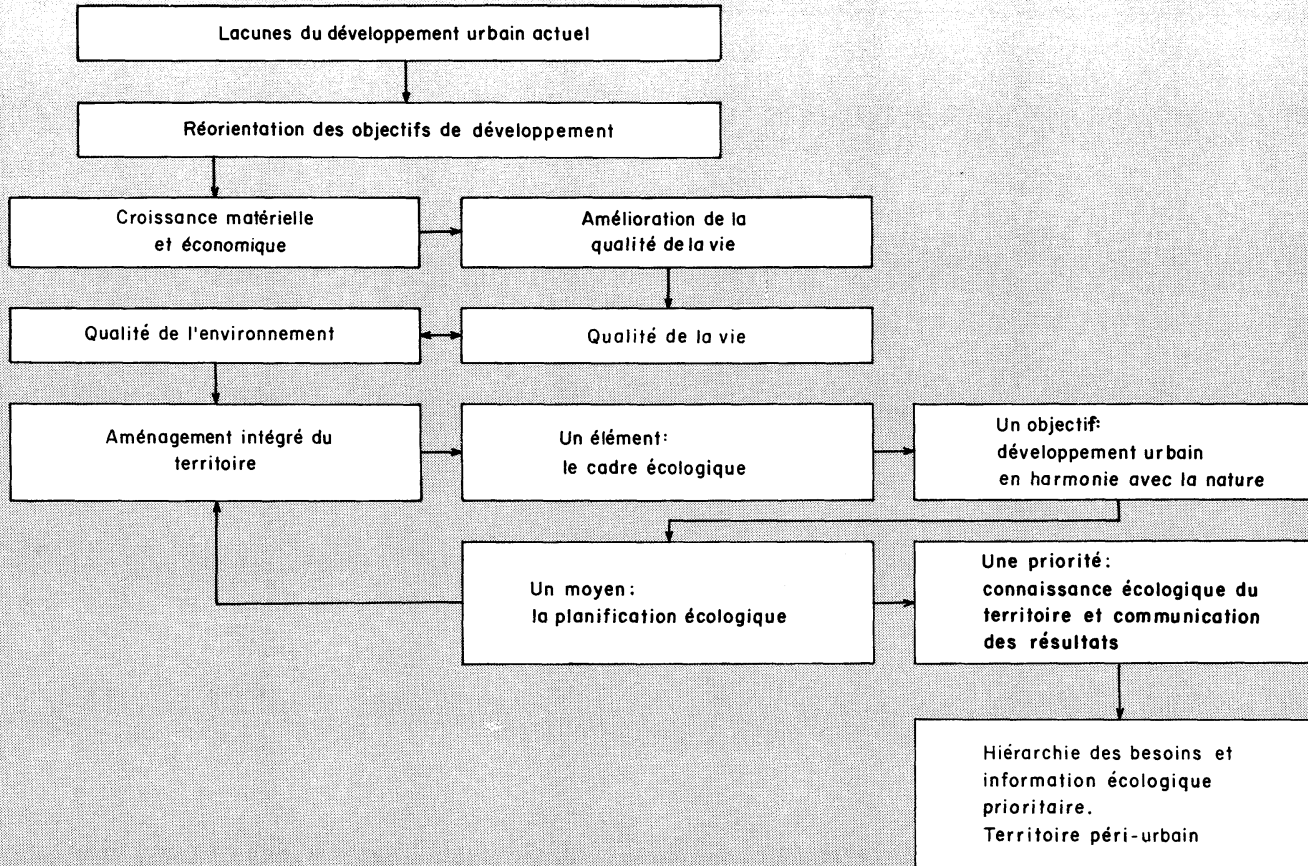 Lacunes du développement urbain actuel
Réorientation des objectifs de développement
Croissance matérielle
et économique
Amélioration de la
qualité de la vie
Qualité de l'environnement
Qualité de la vie
Aménagement intégré du
territoire
Un élément:
le cadre écologique
Un objectif:
développement urbain
en harmonie avec la nature
Un moyen:
la planification écologique
Une priorité:
connaissance écologique du
territoire et communication
des résultats
Hiérarchie des besoins et
information écologique
prioritaire.
Territoire péri-urbain